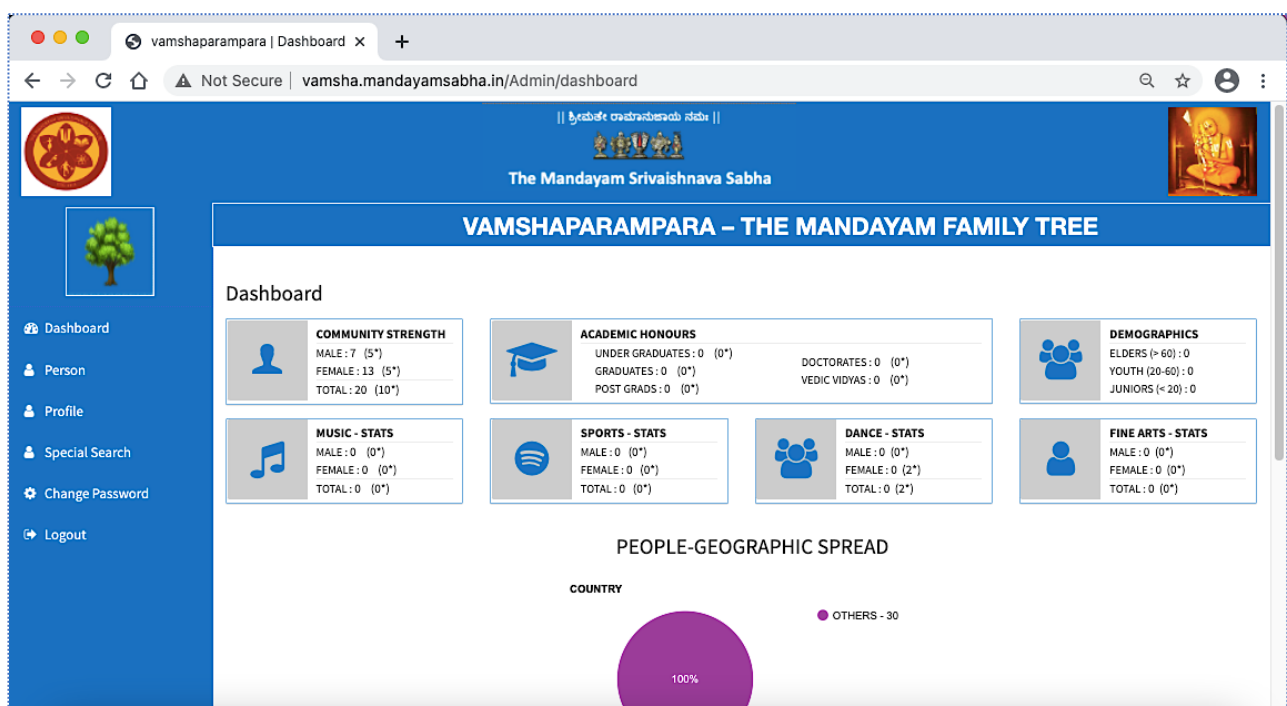 vamshaparampara | Dashboard
Not Secure | vamsha.mandayamsabha.in/Admin/dashboard
|| ಶ್ರೀಮತೇ ರಾಮಾನುಜಾಯ ನಮಃ ||
The Mandayam Srivaishnava Sabha
VAMSHAPARAMPARA – THE MANDAYAM FAMILY TREE
Dashboard
Person
Profile
Special Search
Change Password
Logout
Dashboard
COMMUNITY STRENGTH
MALE : 7 (5*)
FEMALE : 13 (5*)
TOTAL : 20 (10*)
ACADEMIC HONOURS
UNDER GRADUATES : 0 (0*)
GRADUATES : 0 (0*)
POST GRADS : 0 (0*)
DOCTORATES : 0 (0*)
VEDIC VIDYAS : 0 (0*)
DEMOGRAPHICS
ELDERS (> 60) : 0
YOUTH (20-60) : 0
JUNIORS (< 20) : 0
MUSIC - STATS
MALE : 0 (0*)
FEMALE : 0 (0*)
TOTAL : 0 (0*)
SPORTS - STATS
MALE : 0 (0*)
FEMALE : 0 (0*)
TOTAL : 0 (0*)
DANCE - STATS
MALE : 0 (0*)
FEMALE : 0 (2*)
TOTAL : 0 (2*)
FINE ARTS - STATS
MALE : 0 (0*)
FEMALE : 0 (0*)
TOTAL : 0 (0*)
PEOPLE-GEOGRAPHIC SPREAD
COUNTRY
OTHERS - 30
100%